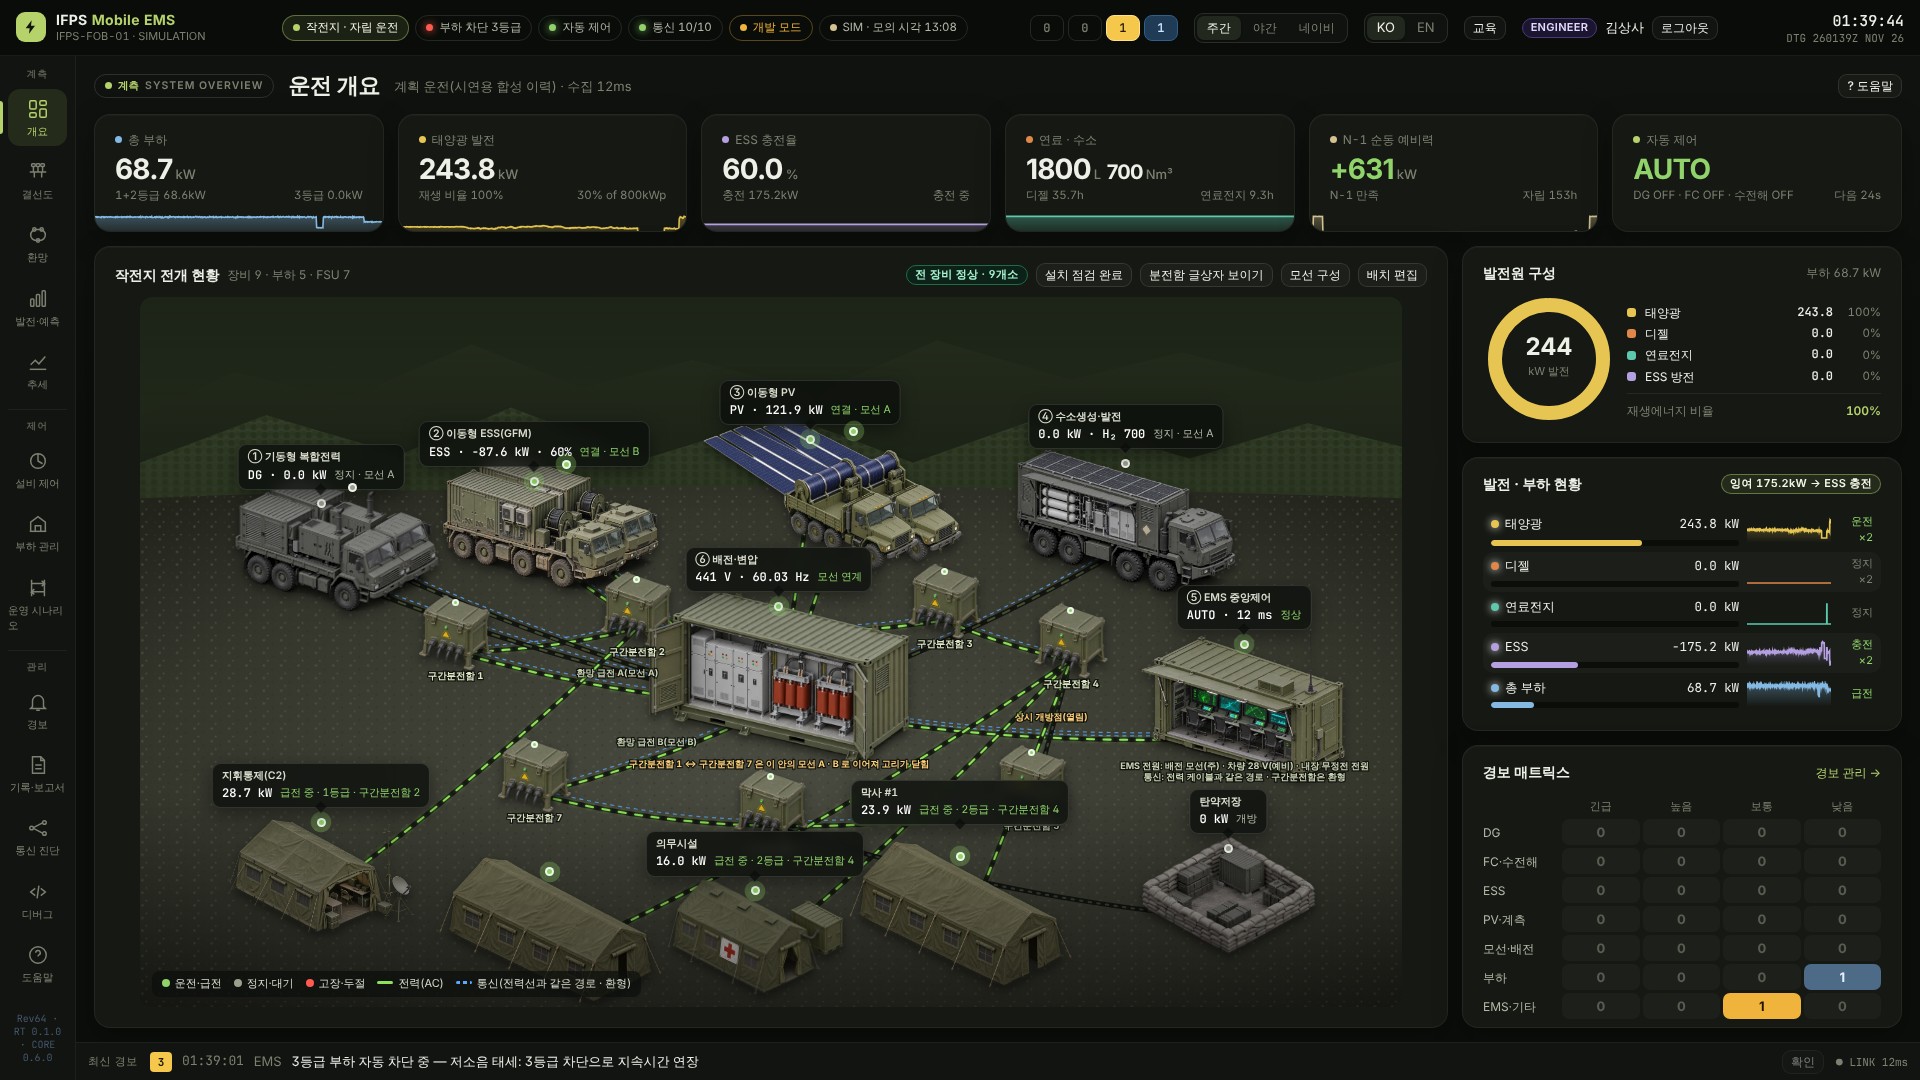 IFPS Mobile EMS
IFPS-FOB-01 · SIMULATION
작전지 · 자립 운전
부하 차단 3등급
자동 제어
통신 10/10
개발 모드
SIM · 모의 시각 13:08
0 0 1 1
주간 야간 네이비
KO EN
교육
ENGINEER 김상사 로그아웃
01:39:44
DTG 260139Z NOV 26
계측
개요
결선도
환망
발전·예측
추세
제어
설비 제어
부하 관리
운영 시나리오
관리
경보
기록·보고서
통신 진단
디버그
도움말
Rev64 ·
RT 0.1.0
· CORE
0.6.0
계측 SYSTEM OVERVIEW
운전 개요
계획 운전(시연용 합성 이력) · 수집 12ms
? 도움말
총 부하
68.7 kW
1+2등급 68.6kW 3등급 0.0kW
태양광 발전
243.8 kW
재생 비율 100% 30% of 800kWp
ESS 충전율
60.0 %
충전 175.2kW 충전 중
연료 · 수소
1800 L 700 Nm³
디젤 35.7h 연료전지 9.3h
N-1 순동 예비력
+631 kW
N-1 만족 자립 153h
자동 제어
AUTO
DG OFF · FC OFF · 수전해 OFF 다음 24s
작전지 전개 현황 장비 9 · 부하 5 · FSU 7
전 장비 정상 · 9개소
설치 점검 완료
분전함 글상자 보이기
모선 구성
배치 편집
③ 이동형 PV
PV · 121.9 kW 연결 · 모선 A
④ 수소생성·발전
0.0 kW · H₂ 700 정지 · 모선 A
② 이동형 ESS(GFM)
ESS · -87.6 kW · 60% 연결 · 모선 B
① 기동형 복합전력
DG · 0.0 kW 정지 · 모선 A
⑥ 배전·변압
441 V · 60.03 Hz 모선 연계
⑤ EMS 중앙제어
AUTO · 12 ms 정상
구간분전함 1
구간분전함 2
구간분전함 3
구간분전함 4
환망 급전 A(모선 A)
상시 개방점(열림)
환망 급전 B(모선 B)
구간분전함 1 ↔ 구간분전함 7 은 이 안의 모선 A · B 로 이어져 고리가 닫힘
EMS 전원: 배전 모선(주) · 차량 28 V(예비) · 내장 무정전 전원
통신: 전력 케이블과 같은 경로 · 구간분전함은 환형
지휘통제(C2)
28.7 kW 급전 중 · 1등급 · 구간분전함 2
구간분전함 7
막사 #1
23.9 kW 급전 중 · 2등급 · 구간분전함 4
구간분전함 5
탄약저장
0 kW 개방
의무시설
16.0 kW 급전 중 · 2등급 · 구간분전함 4
운전·급전 정지·대기 고장·두절 전력(AC) 통신(전력선과 같은 경로 · 환형)
발전원 구성 부하 68.7 kW
244
kW 발전
태양광 243.8 100%
디젤 0.0 0%
연료전지 0.0 0%
ESS 방전 0.0 0%
재생에너지 비율 100%
발전 · 부하 현황 잉여 175.2kW → ESS 충전
태양광 243.8 kW 운전 ×2
디젤 0.0 kW 정지 ×2
연료전지 0.0 kW 정지
ESS -175.2 kW 충전 ×2
총 부하 68.7 kW 급전
경보 매트릭스 경보 관리 →
긴급 높음 보통 낮음
DG 0 0 0 0
FC·수전해 0 0 0 0
ESS 0 0 0 0
PV·계측 0 0 0 0
모선·배전 0 0 0 0
부하 0 0 0 1
EMS·기타 0 0 1 0
최신 경보 3 01:39:01 EMS 3등급 부하 자동 차단 중 — 저소음 태세: 3등급 차단으로 지속시간 연장
확인 LINK 12ms